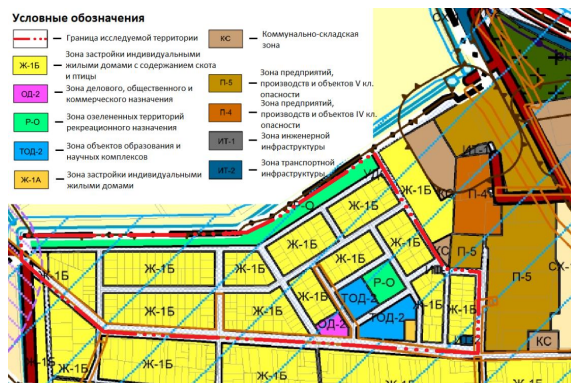 Условные обозначения
Граница исследуемой территории
Ж-1Б
Зона застройки индивидуальными
жилыми домами с содержанием скота
и птицы
ОД-2
Зона делового, общественного и
коммерческого назначения
Р-О
Зона озелененных территорий
рекреационного назначения
ТОД-2
Зона объектов образования и
научных комплексов
Ж-1А
Зона застройки индивидуальными
жилыми домами
КС
Коммунально-складская
зона
П-5
Зона предприятий,
производств и объектов V кл.
опасности
П-4
Зона предприятий,
производств и объектов IV кл.
опасности
ИТ-1
Зона инженерной
инфраструктуры
ИТ-2
Зона транспортной
инфраструктуры
ИТ-1
Ж-1Б
П-4
Ж-1Б
Ж-1Б
Ж-1Б
П-5
Ж-1Б
Ж-1Б
Ж-1Б
Ж-1Б
Р-О
П-5
СХ-
Ж-1Б
Ж-1Б
Ж-1Б
ТОД-2
Ж-1Б
Ж-1Б
ОД-2
ТОД-2
КС
Ж-1Б
Ж-1Б
Ж-1Б
Ж-1Б